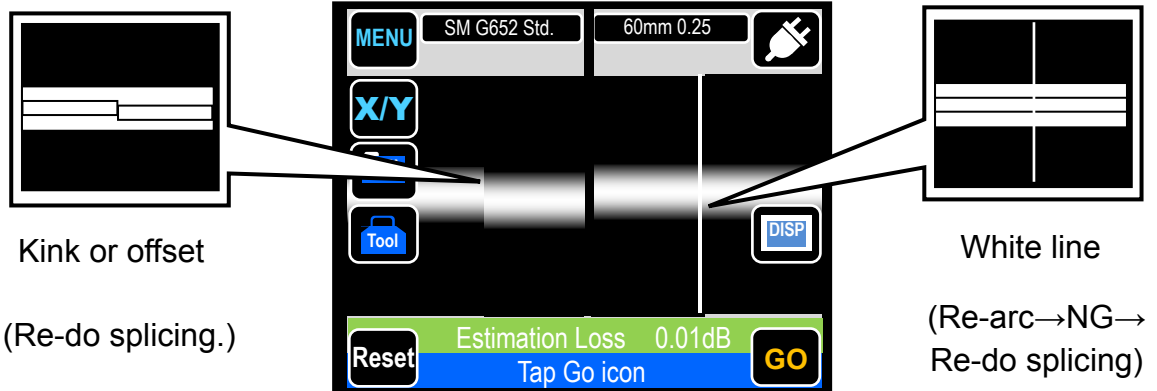 MENU
SM G652 Std.
60mm 0.25
X/Y
Tool
DISP
Kink or offset
(Re-do splicing.)
White line
(Re-arc→NG→
Re-do splicing)
Estimation Loss 0.01dB
Reset
Tap Go icon
GO